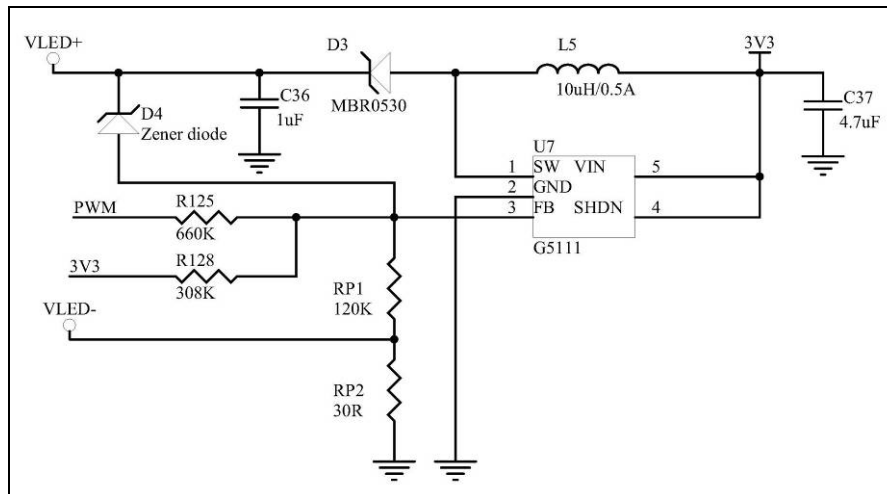 VLED+
D3
L5
3V3
MBR0530
10uH/0.5A
C36
1uF
C37
4.7uF
D4
Zener diode
U7
1 SW VIN 5
2 GND
3 FB SHDN 4
G5111
PWM
R125
660K
3V3
R128
308K
VLED-
RP1
120K
RP2
30R